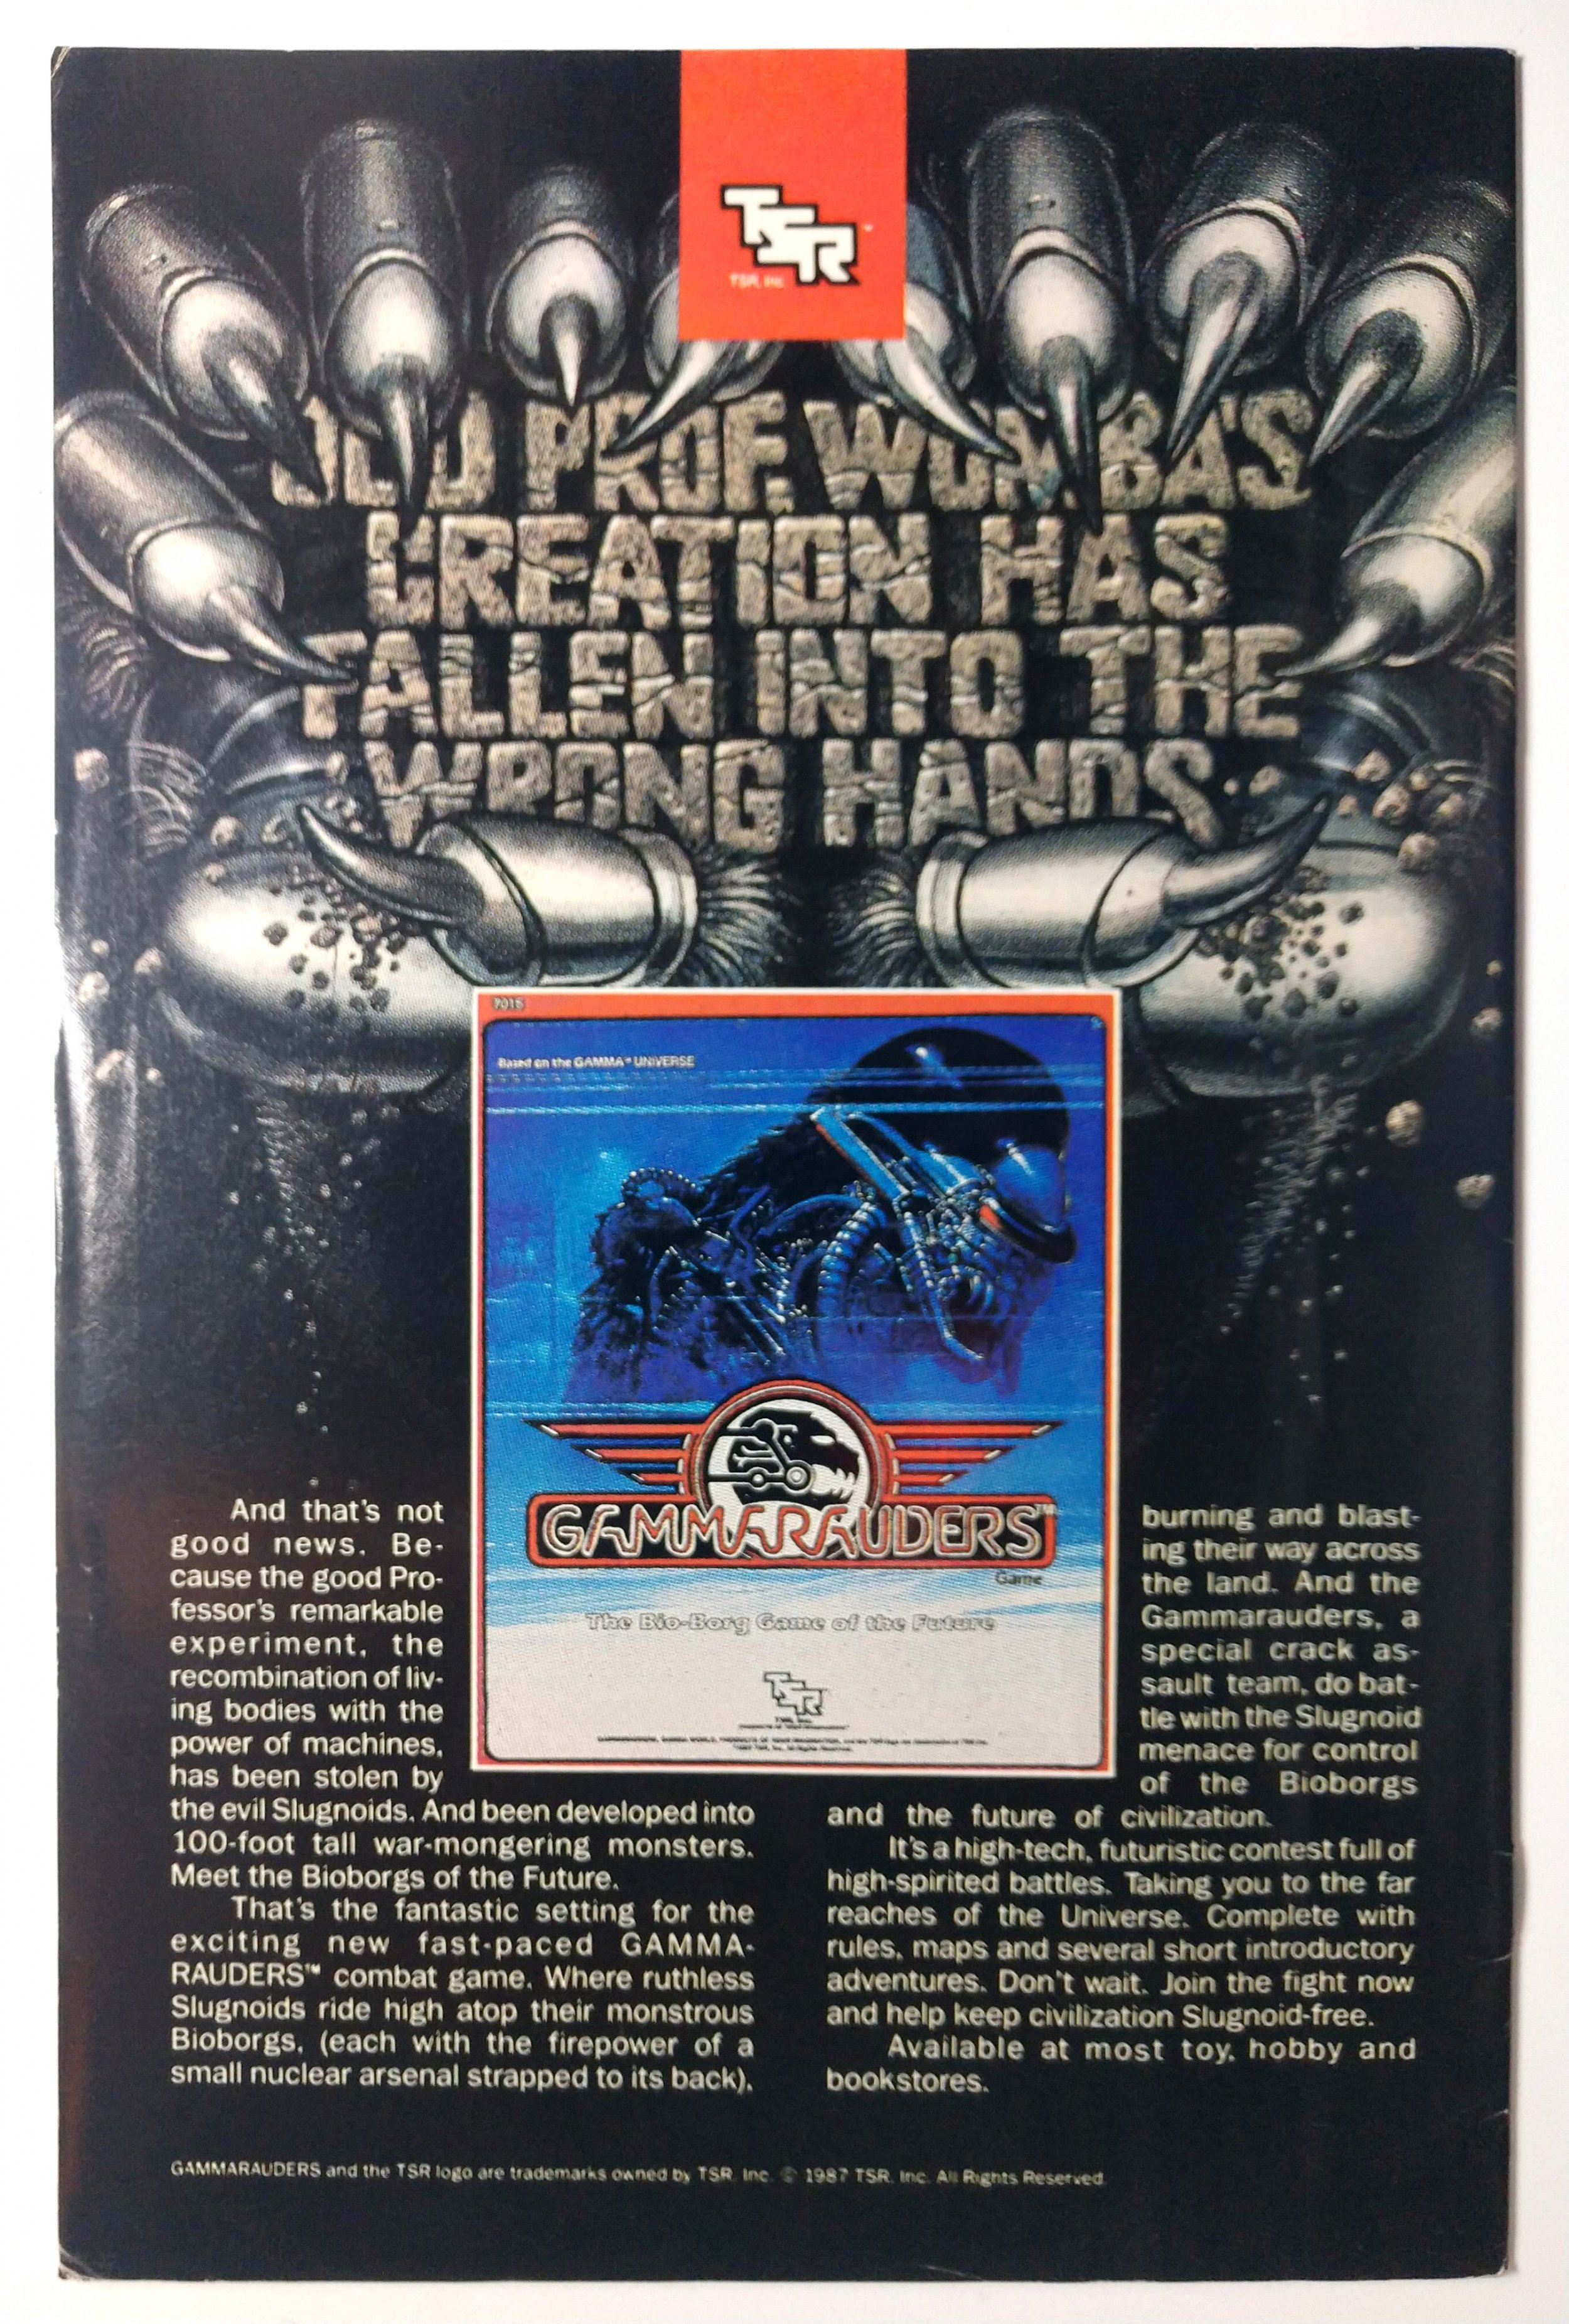 TSR™
TSR, Inc.
OLD PROF. WOMBA'S
CREATION HAS
FALLEN INTO THE
WRONG HANDS.
7016
Based on the GAMMA™ UNIVERSE
GAMMARAUDERS™
Game
The Bio-Borg Game of the Future
TSR
TSR, Inc.
And that's not
good news. Be-
cause the good Pro-
fessor's remarkable
experiment, the
recombination of liv-
ing bodies with the
power of machines,
has been stolen by
the evil Slugnoids. And been developed into
100-foot tall war-mongering monsters.
Meet the Bioborgs of the Future.
That's the fantastic setting for the
exciting new fast-paced GAMMA-
RAUDERS™ combat game. Where ruthless
Slugnoids ride high atop their monstrous
Bioborgs, (each with the firepower of a
small nuclear arsenal strapped to its back),
burning and blast-
ing their way across
the land. And the
Gammarauders, a
special crack as-
sault team, do bat-
tle with the Slugnoid
menace for control
of the Bioborgs
and the future of civilization.
It's a high-tech, futuristic contest full of
high-spirited battles. Taking you to the far
reaches of the Universe. Complete with
rules, maps and several short introductory
adventures. Don't wait. Join the fight now
and help keep civilization Slugnoid-free.
Available at most toy, hobby and
bookstores.
GAMMARAUDERS and the TSR logo are trademarks owned by TSR, Inc. © 1987 TSR, Inc. All Rights Reserved.